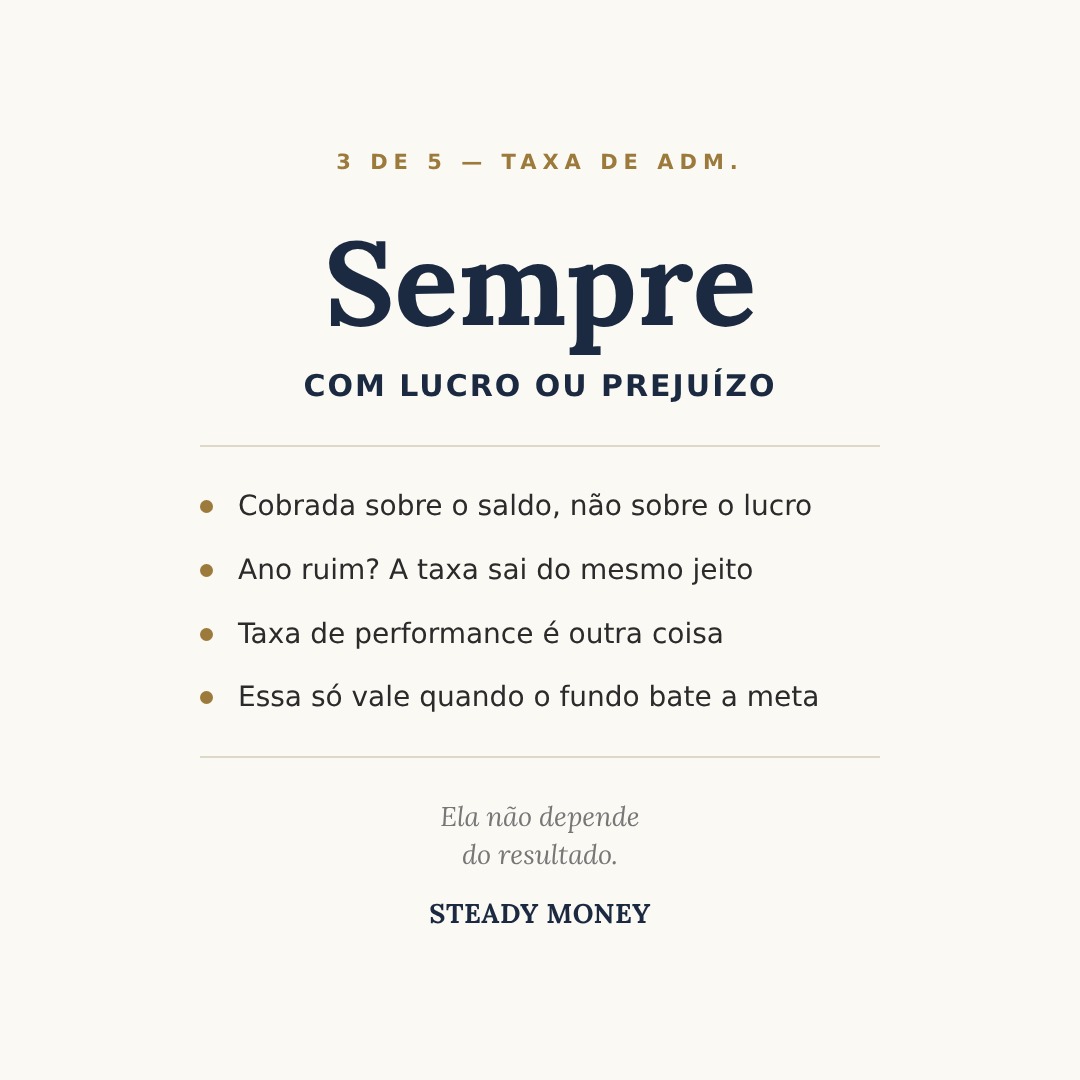 3 DE 5 — TAXA DE ADM.
Sempre
COM LUCRO OU PREJUÍZO
Cobrada sobre o saldo, não sobre o lucro
Ano ruim? A taxa sai do mesmo jeito
Taxa de performance é outra coisa
Essa só vale quando o fundo bate a meta
Ela não depende
do resultado.
STEADY MONEY